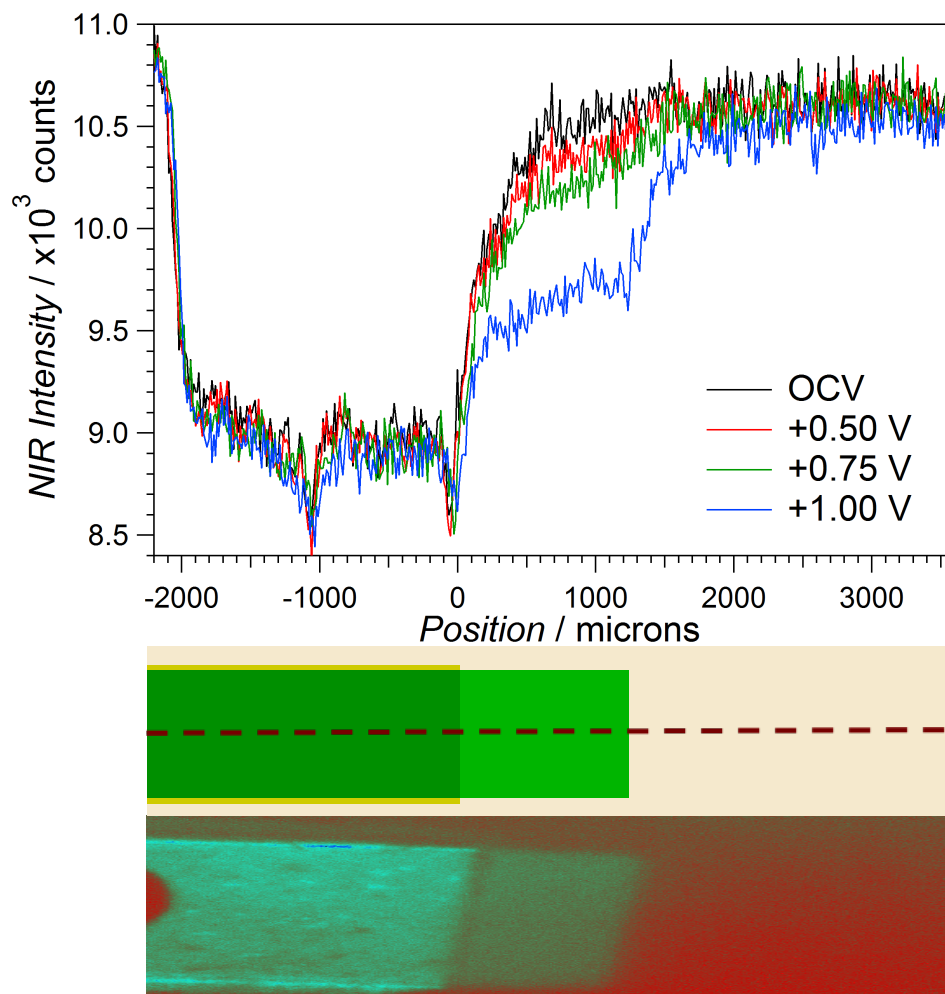 11.0
10.5
10.0
9.5
9.0
8.5
NIR Intensity / x10³ counts
OCV
+0.50 V
+0.75 V
+1.00 V
-2000 -1000 0 1000 2000 3000
Position / microns